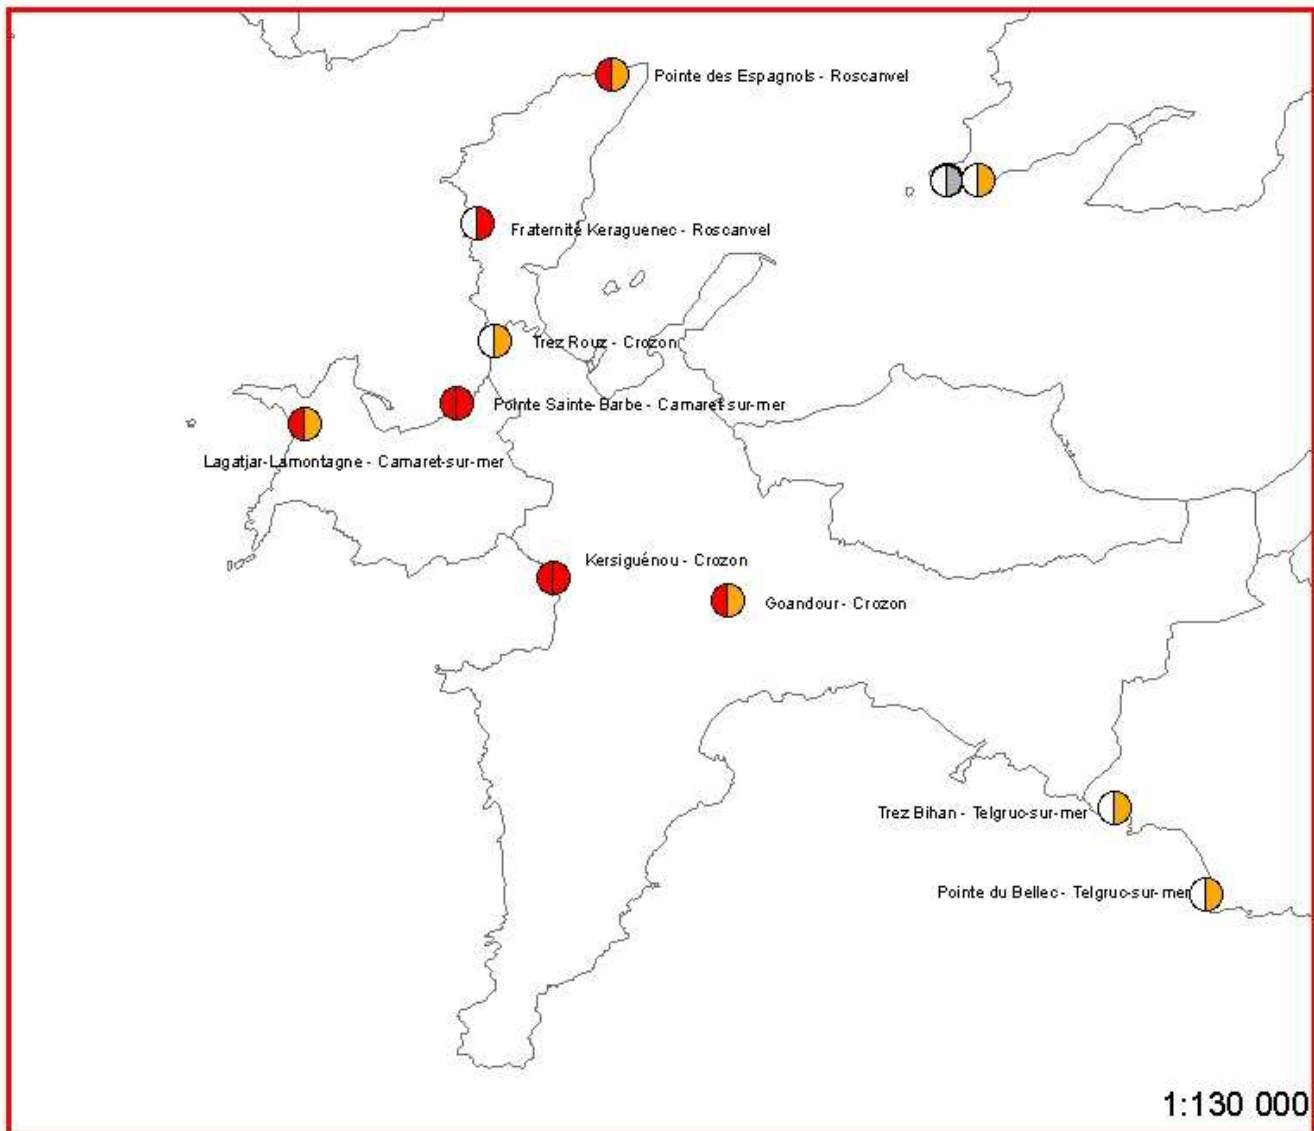 Pointe des Espagnols - Roscanvel
Fraternité Keraguenec - Roscanvel
Trez Rouz - Crozon
Pointe Sainte-Barbe - Camaret-sur-mer
Lagatjar-Lamontagne - Camaret-sur-mer
Kersiguénou - Crozon
Goandour - Crozon
Trez Bihan - Telgruc-sur-mer
Pointe du Bellec - Telgruc-sur-mer
1:130 000